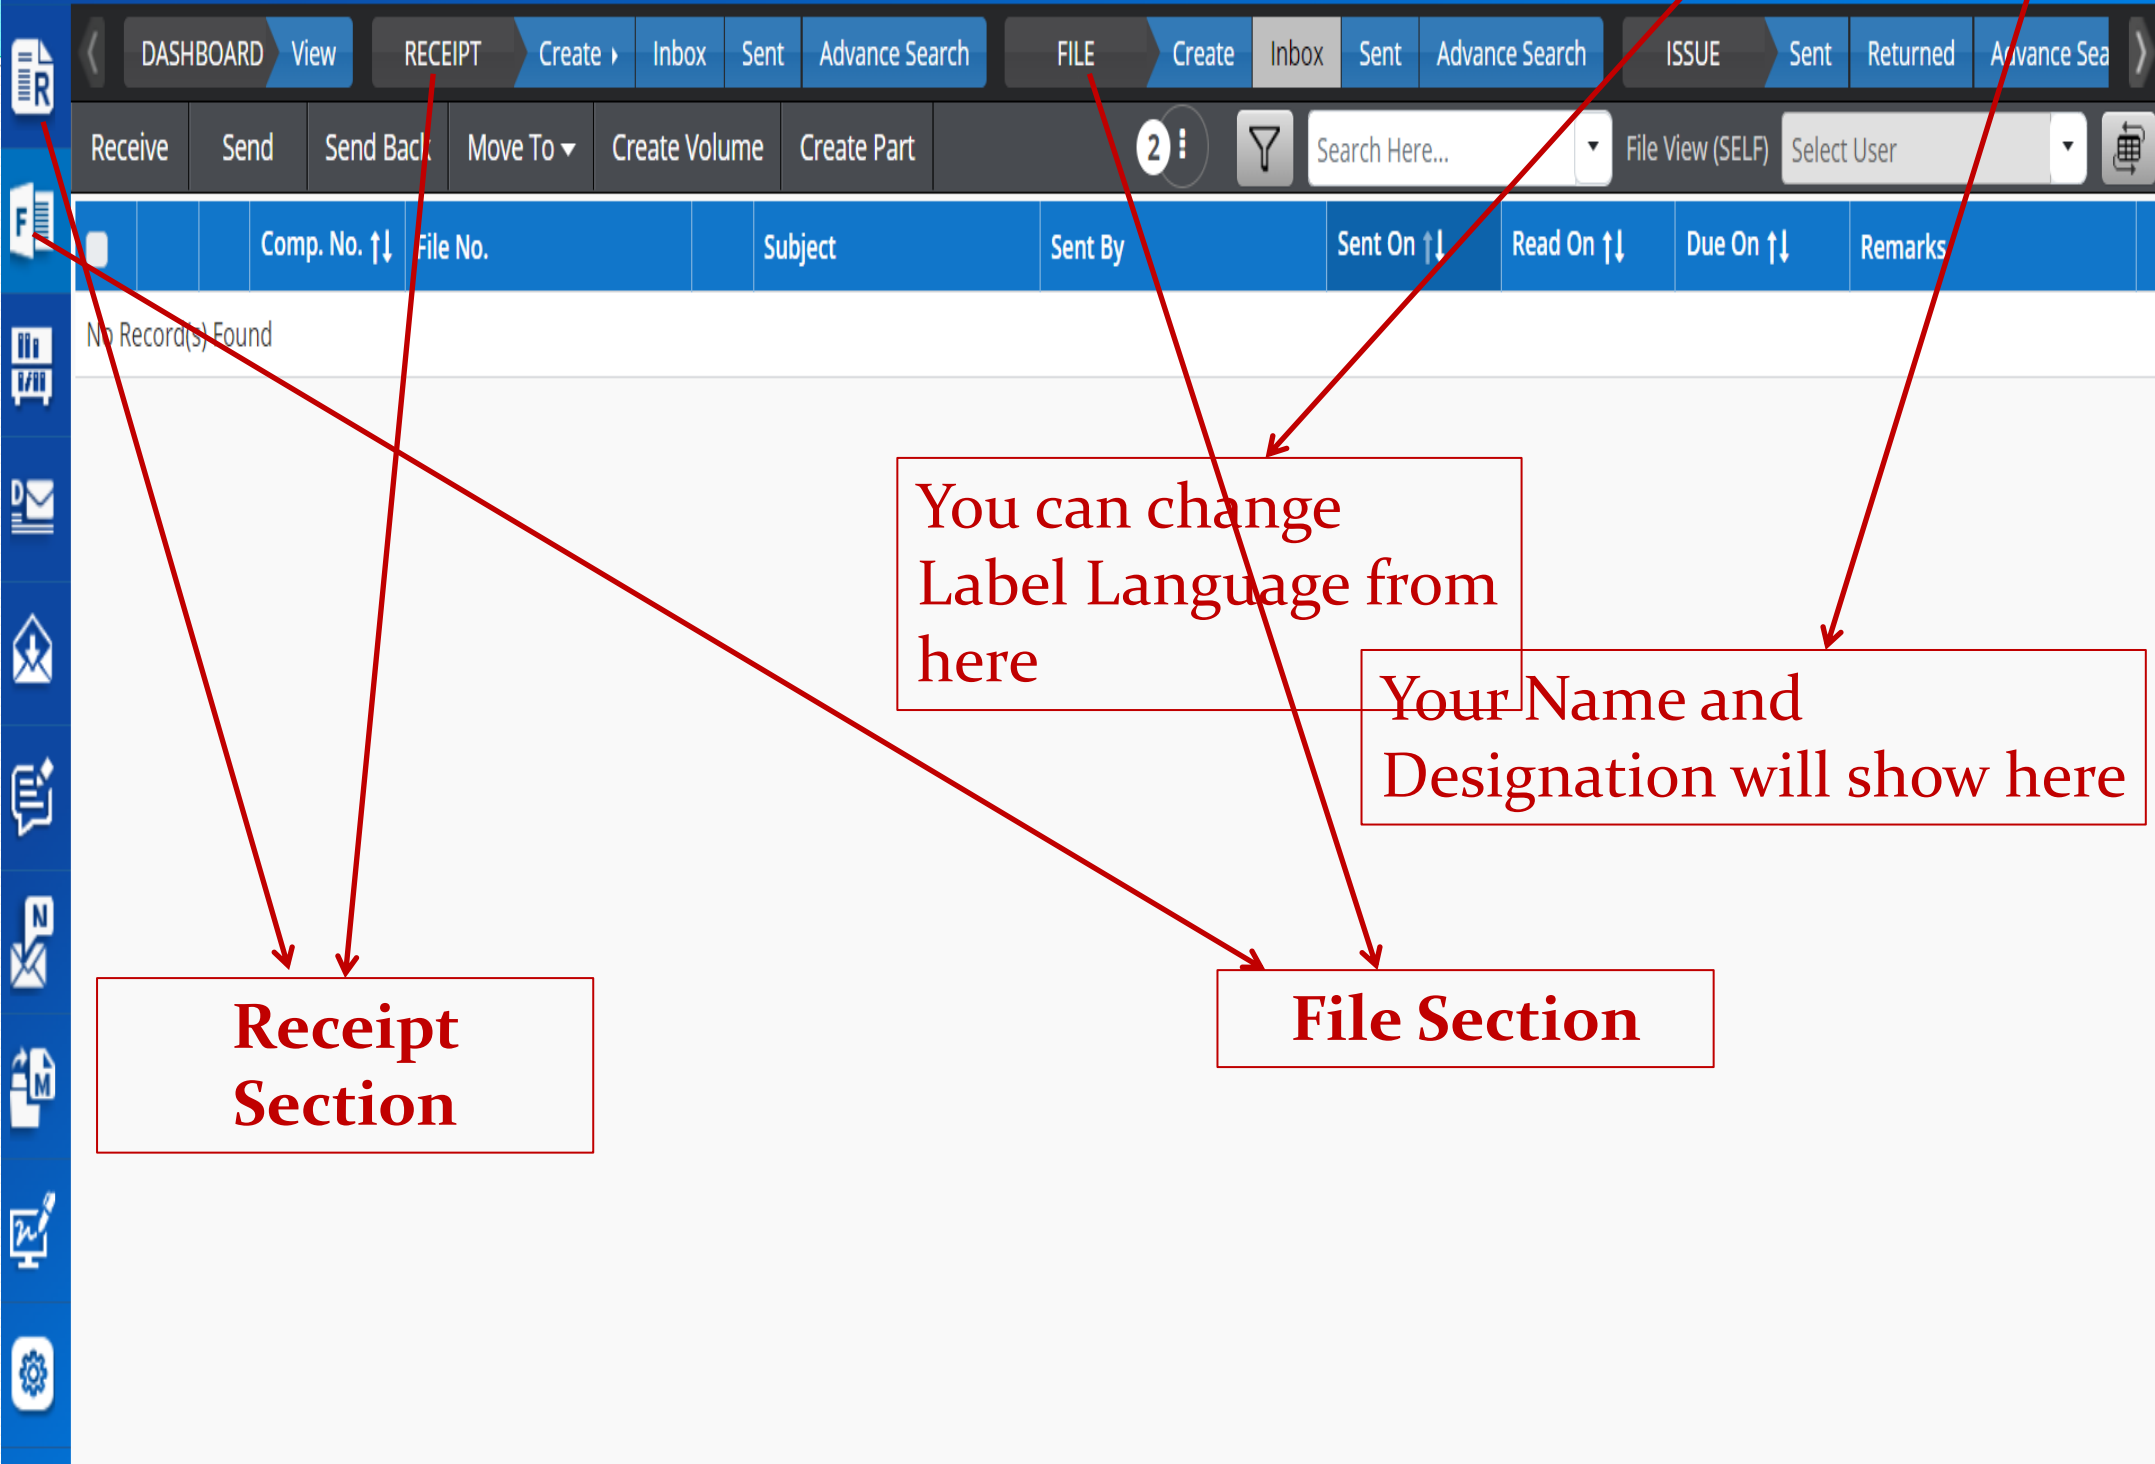 DASHBOARD View RECEIPT Create Inbox Sent Advance Search FILE Create Inbox Sent Advance Search ISSUE Sent Returned Advance Sea
R
Receive Send Send Back Move To Create Volume Create Part 2 Search Here... File View (SELF) Select User
F
Comp. No. File No. Subject Sent By Sent On Read On Due On Remarks
No Record(s) Found
D
You can change
Label Language from
here
Your Name and
Designation will show here
N
Receipt
Section
File Section
M